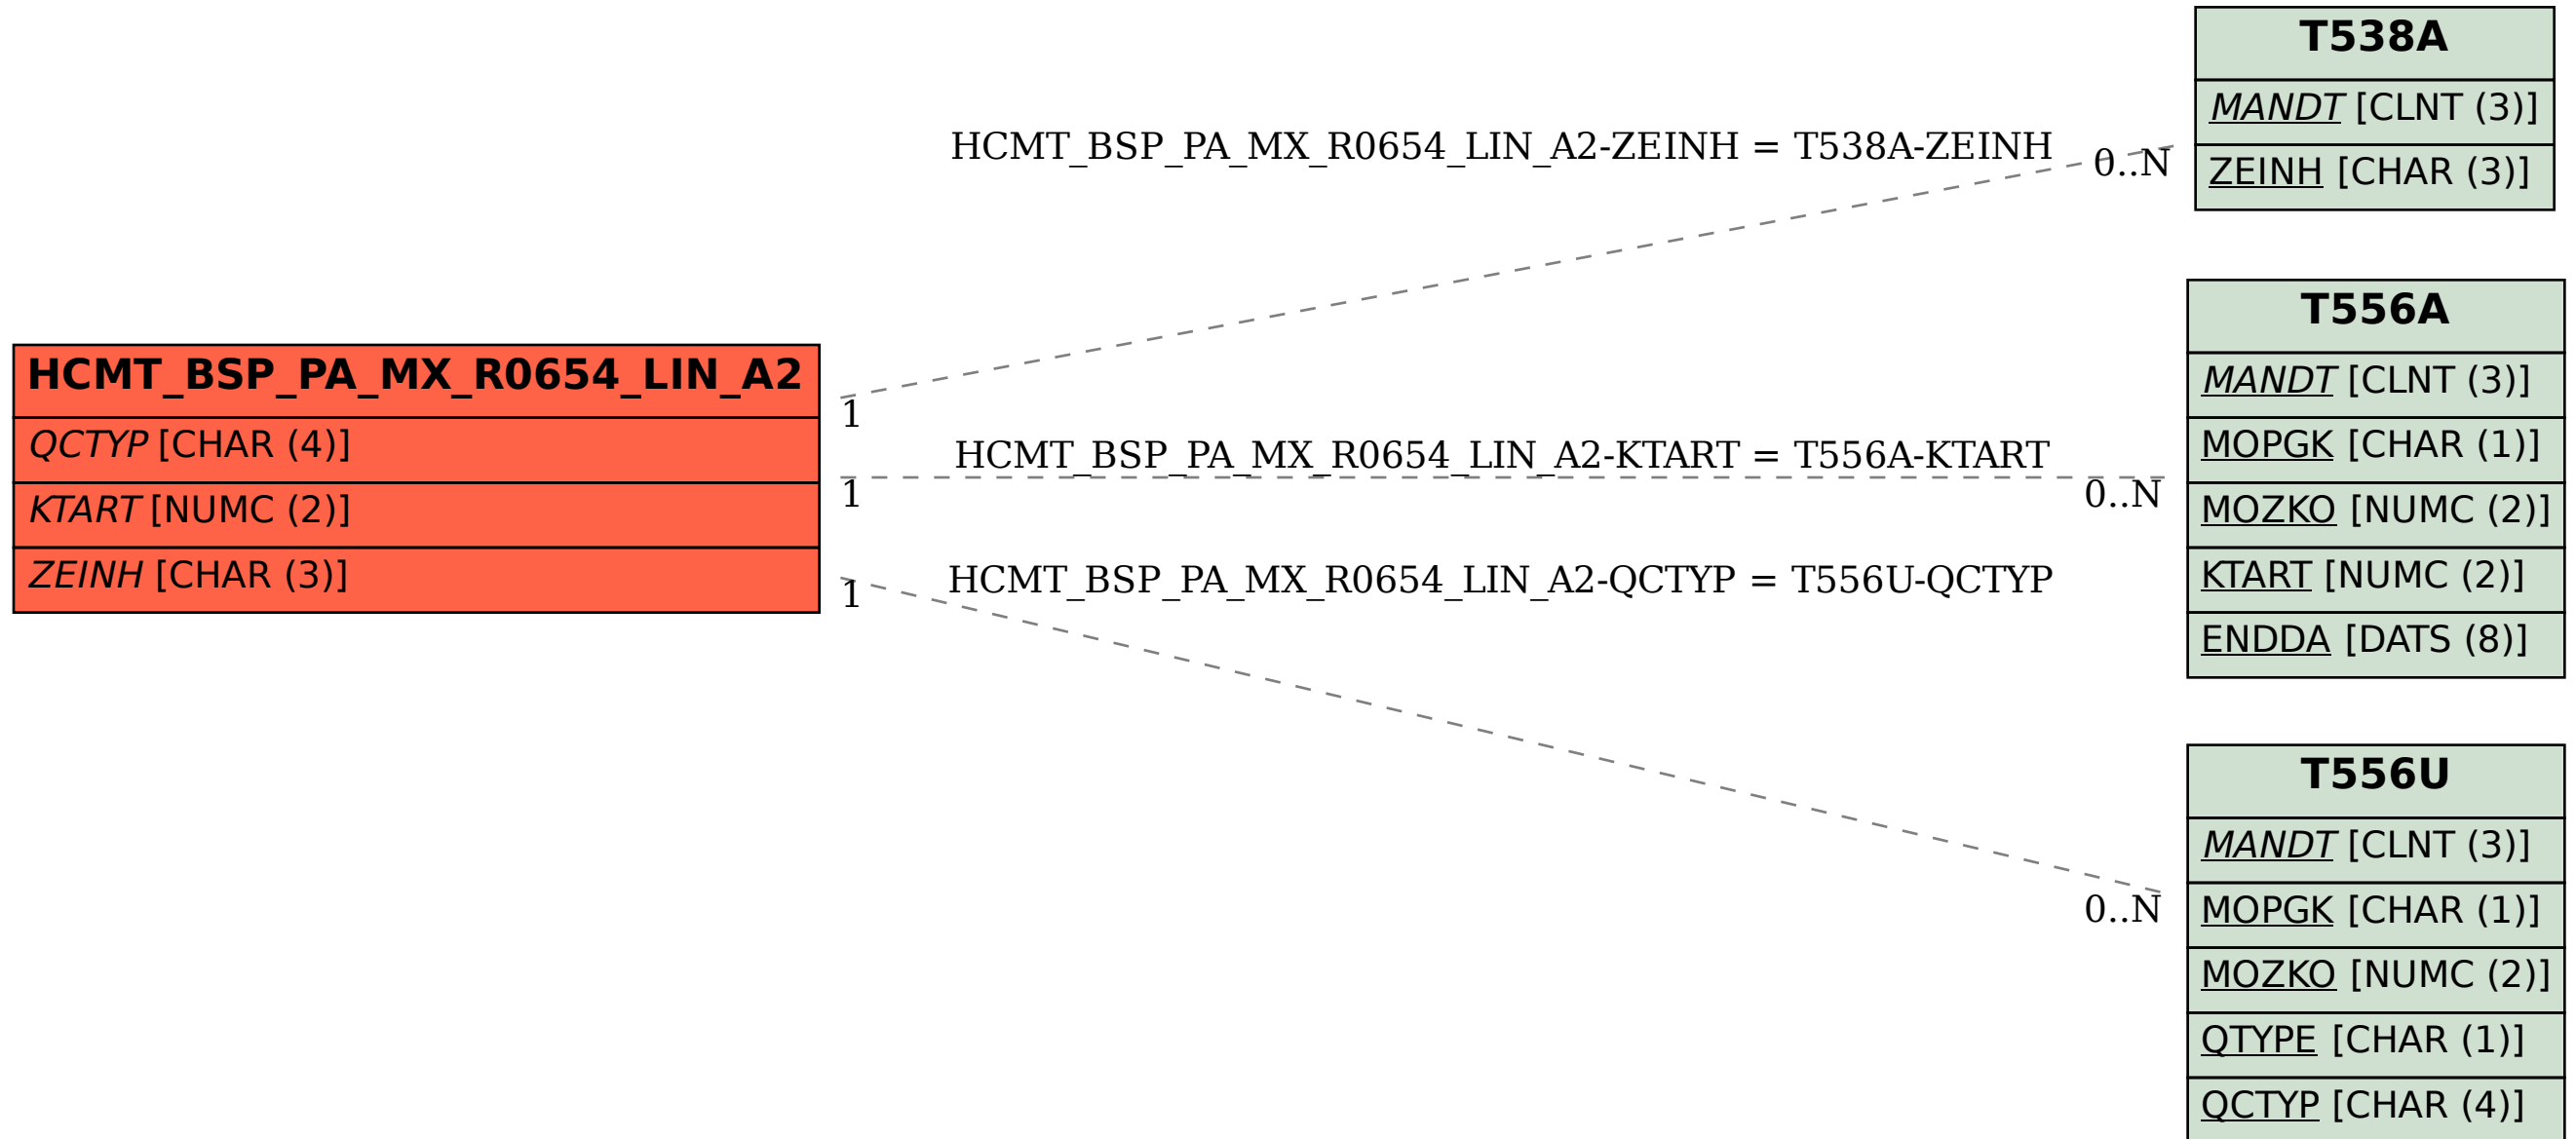 HCMT_BSP_PA_MX_R0654_LIN_A2
QCTYP [CHAR (4)]
KTART [NUMC (2)]
ZEINH [CHAR (3)]
HCMT_BSP_PA_MX_R0654_LIN_A2-ZEINH = T538A-ZEINH
0..N
1
HCMT_BSP_PA_MX_R0654_LIN_A2-KTART = T556A-KTART
1
0..N
HCMT_BSP_PA_MX_R0654_LIN_A2-QCTYP = T556U-QCTYP
1
0..N
T538A
MANDT [CLNT (3)]
ZEINH [CHAR (3)]
T556A
MANDT [CLNT (3)]
MOPGK [CHAR (1)]
MOZKO [NUMC (2)]
KTART [NUMC (2)]
ENDDA [DATS (8)]
T556U
MANDT [CLNT (3)]
MOPGK [CHAR (1)]
MOZKO [NUMC (2)]
QTYPE [CHAR (1)]
QCTYP [CHAR (4)]